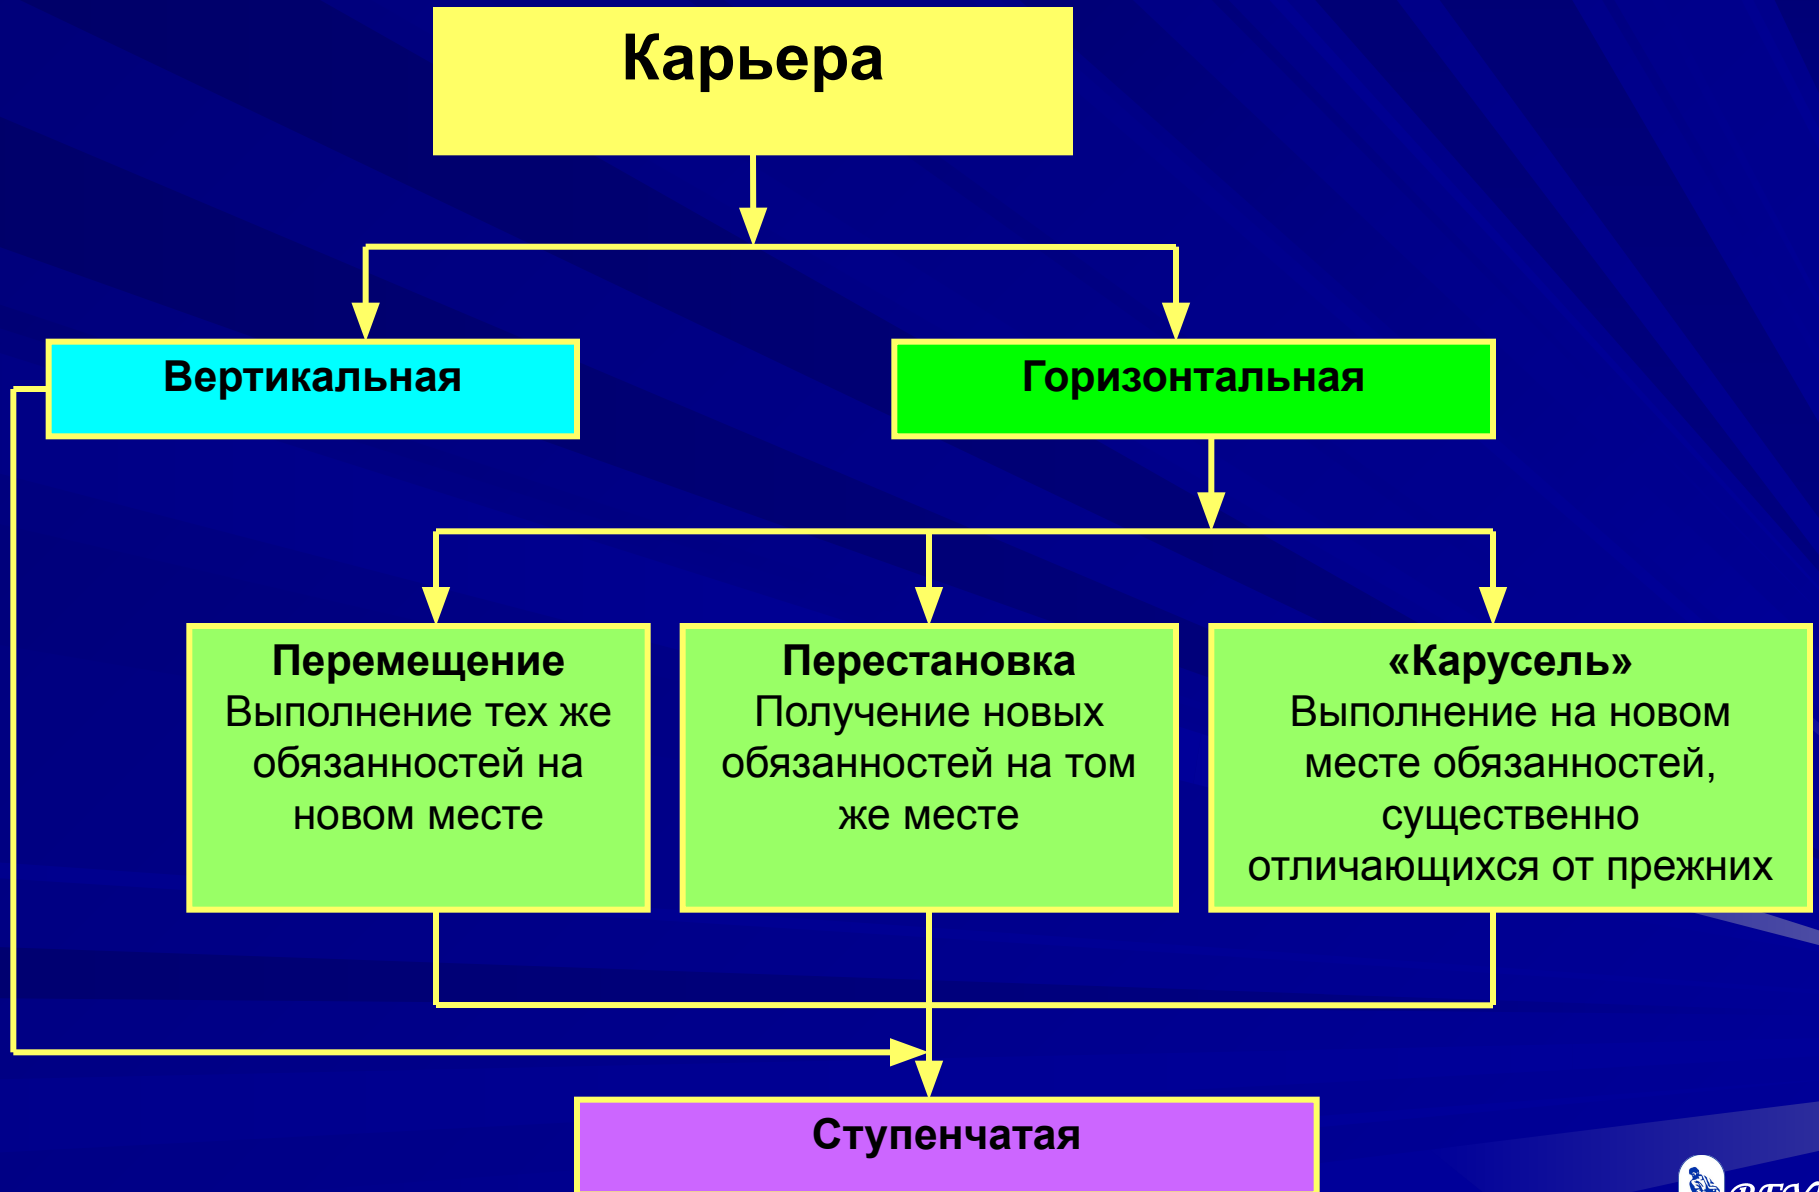 Карьера
Вертикальная
Горизонтальная
Перемещение
Выполнение тех же
обязанностей на
новом месте
Перестановка
Получение новых
обязанностей на том
же месте
«Карусель»
Выполнение на новом
месте обязанностей,
существенно
отличающихся от прежних
Ступенчатая